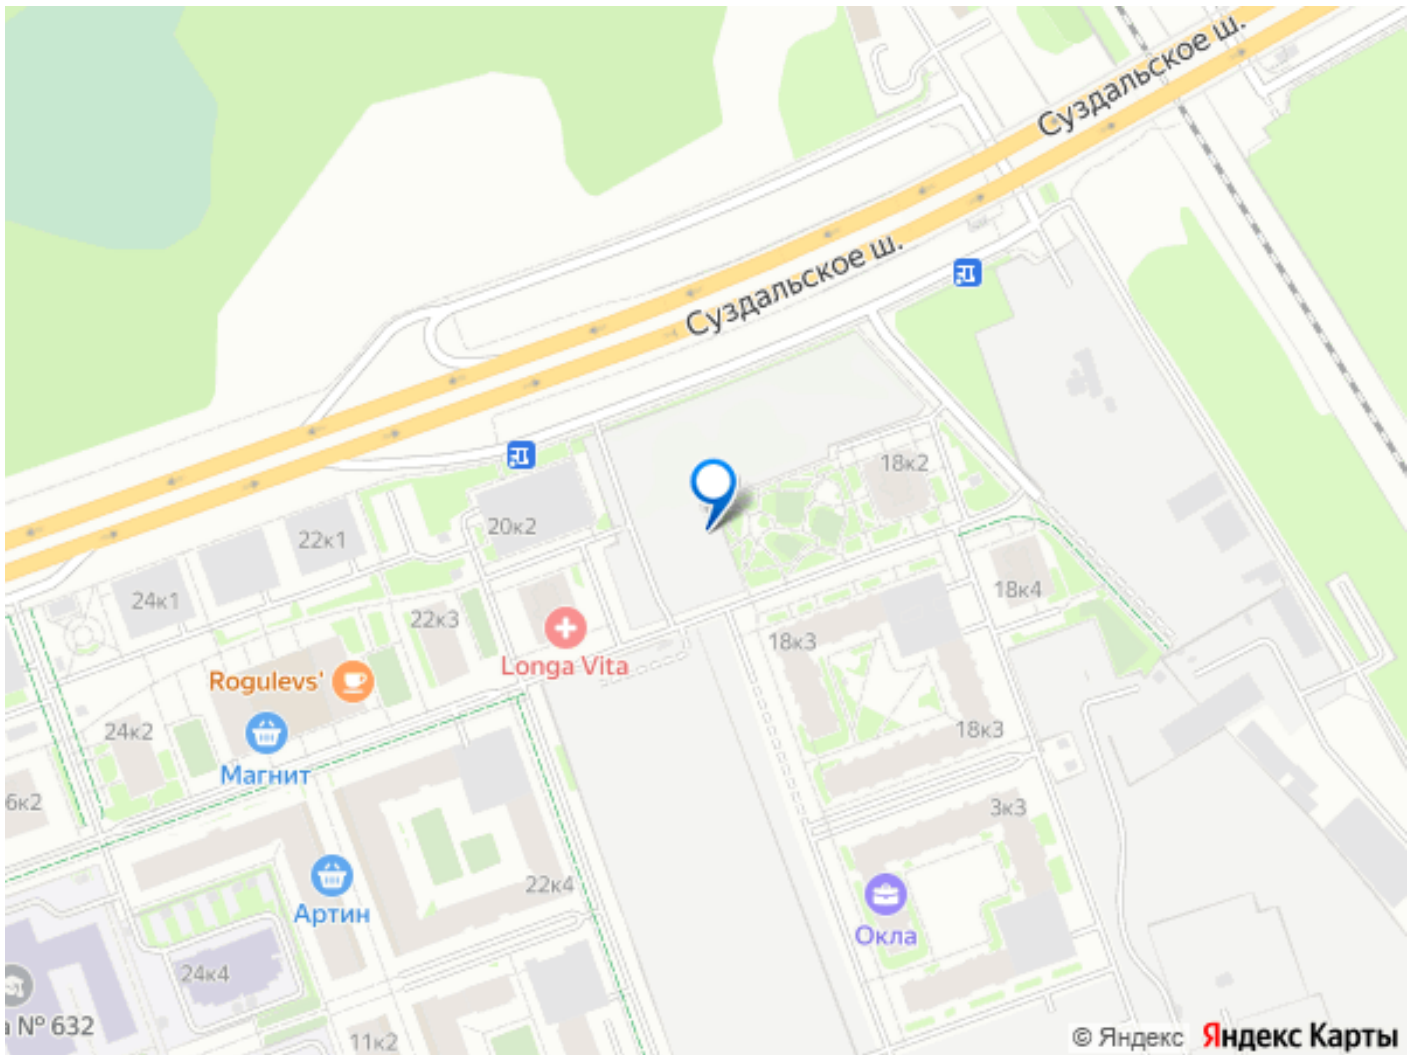 Суздальское ш.
Суздальское ш.
18к2
20к2
22к1
24к1
22к3
18к4
18к3
Longa Vita
Rogulevs'
24к2
18к3
Магнит
6к2
3к3
22к4
Артин
Окла
24к4
а № 632
11к2
© Яндекс Яндекс Карты